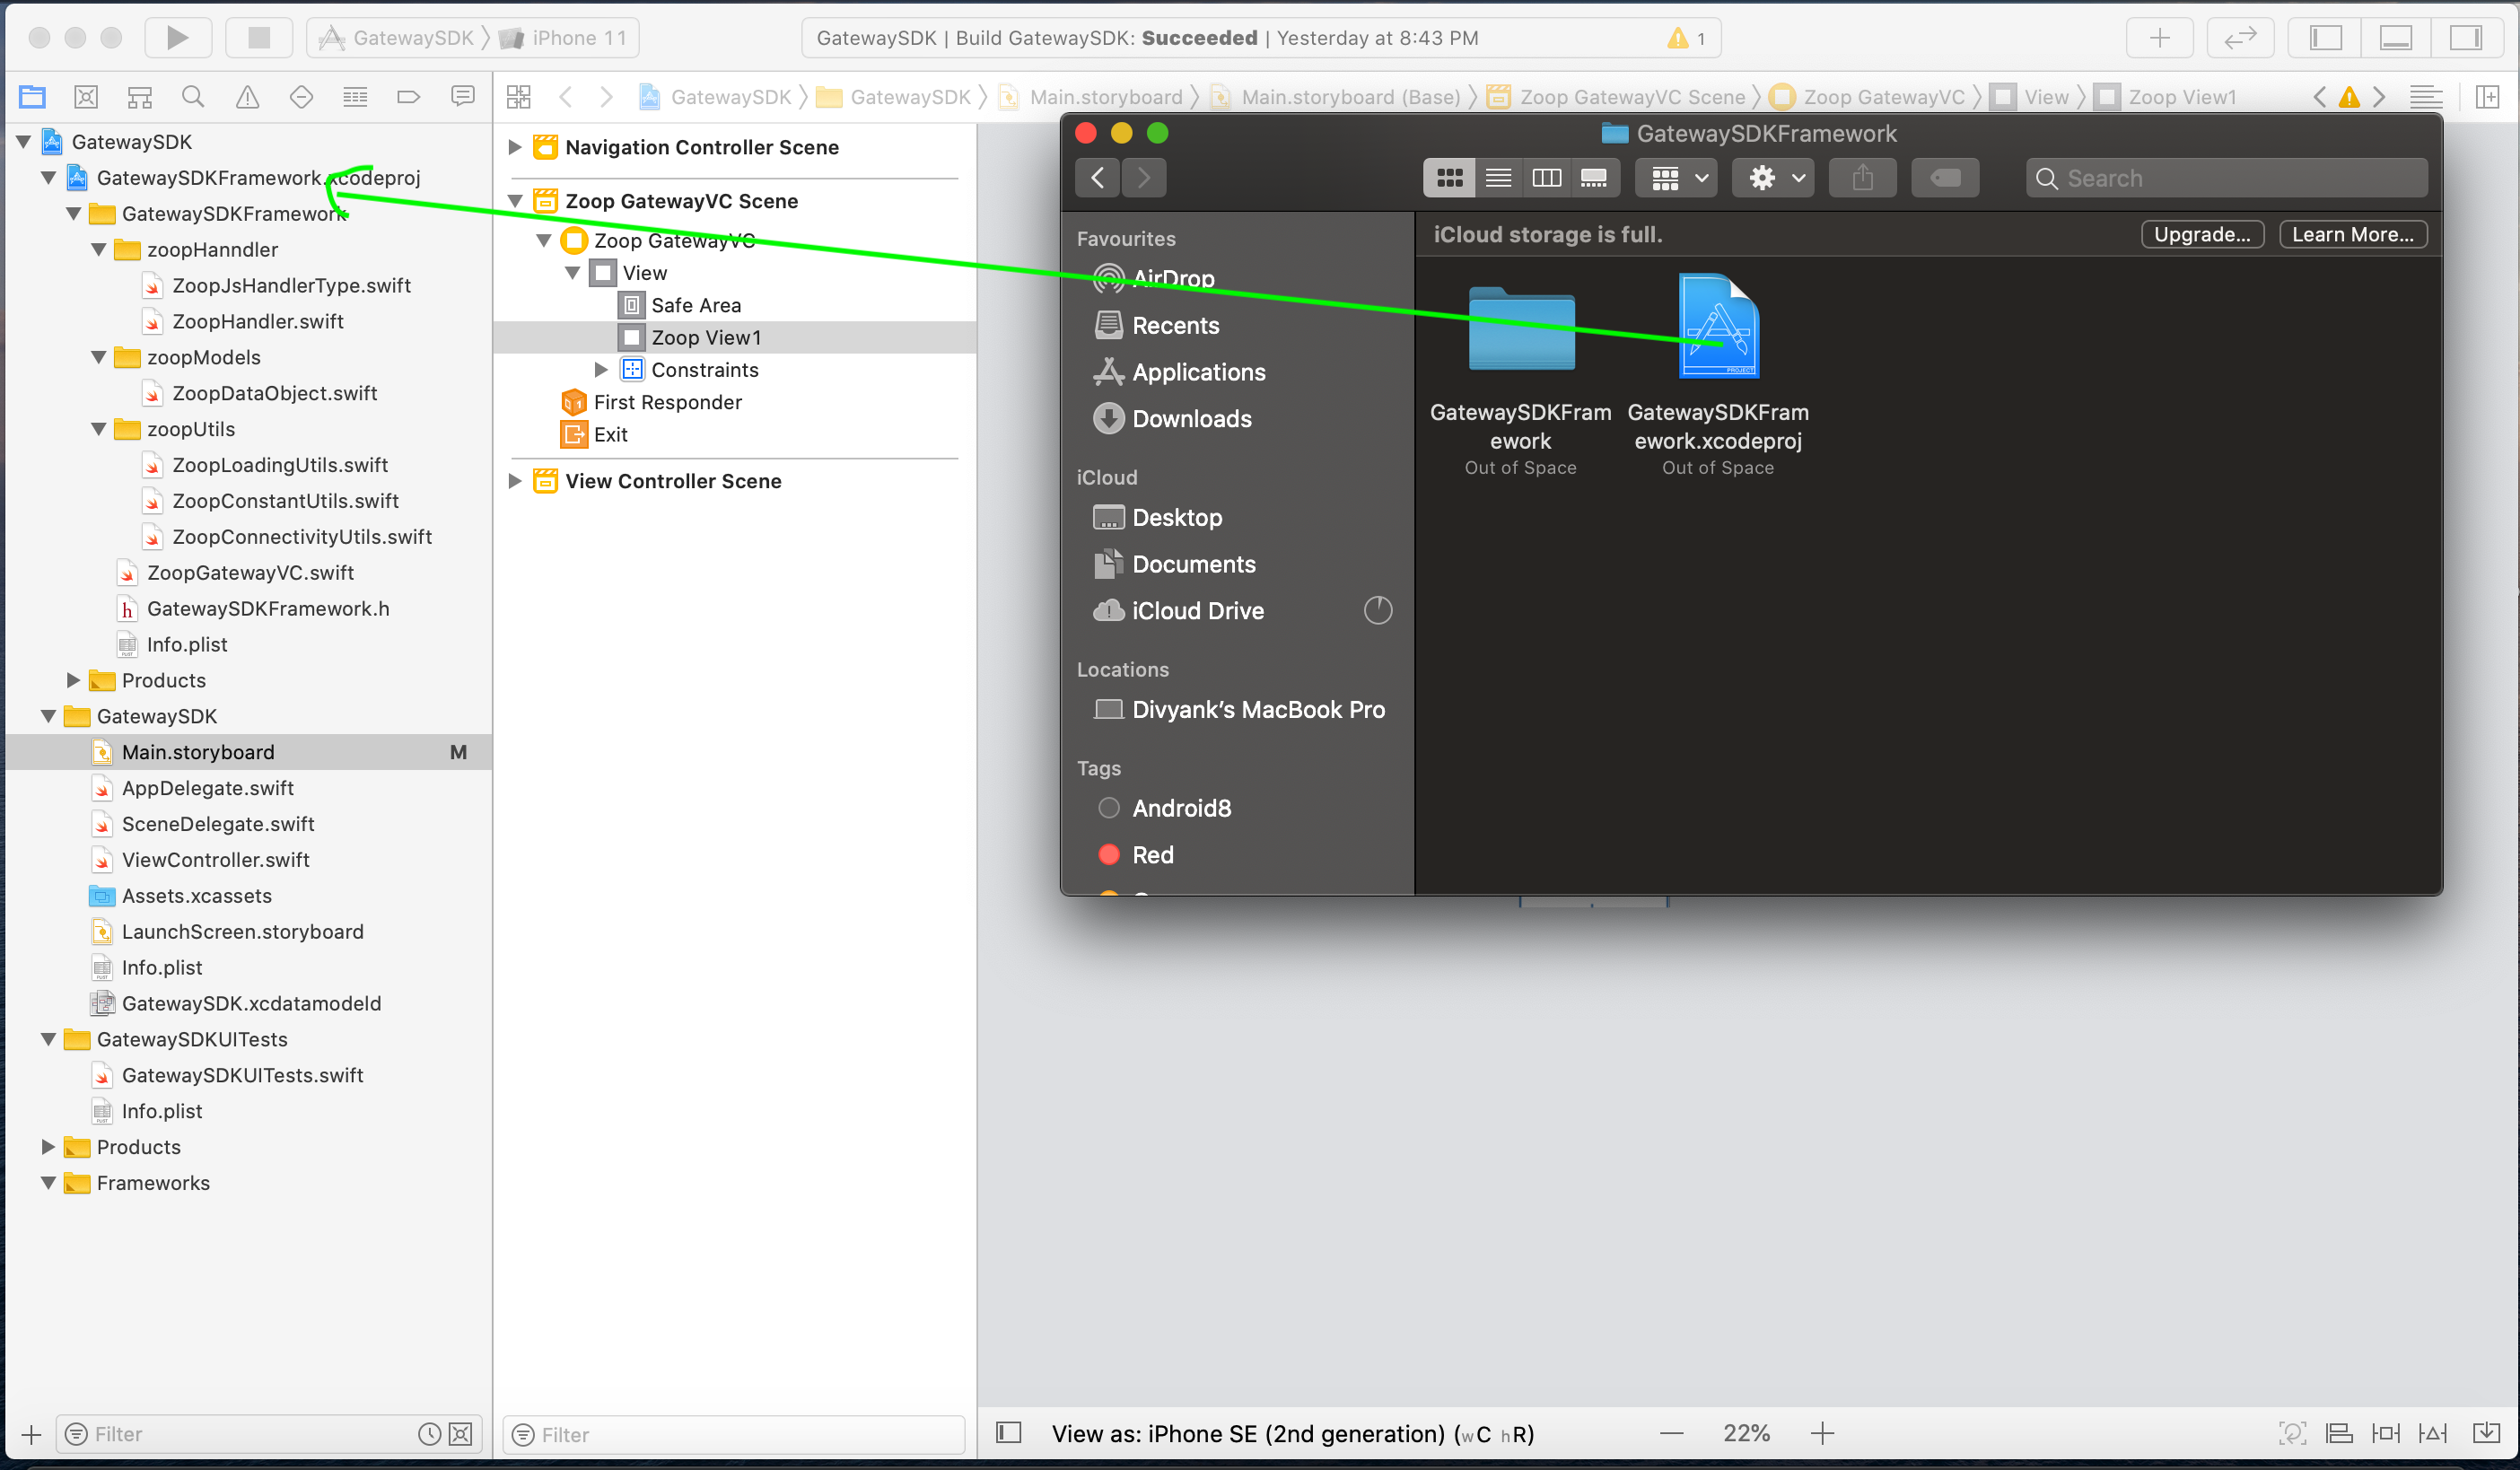 GatewaySDK iPhone 11
GatewaySDK | Build GatewaySDK: Succeeded | Yesterday at 8:43 PM 1
GatewaySDK GatewaySDK Main.storyboard Main.storyboard (Base) Zoop GatewayVC Scene Zoop GatewayVC View Zoop View1
GatewaySDK
GatewaySDKFramework.xcodeproj
GatewaySDKFramework
zoopHanndler
ZoopJsHandlerType.swift
ZoopHandler.swift
zoopModels
ZoopDataObject.swift
zoopUtils
ZoopLoadingUtils.swift
ZoopConstantUtils.swift
ZoopConnectivityUtils.swift
ZoopGatewayVC.swift
h GatewaySDKFramework.h
Info.plist
Products
GatewaySDK
Main.storyboard M
AppDelegate.swift
SceneDelegate.swift
ViewController.swift
Assets.xcassets
LaunchScreen.storyboard
Info.plist
GatewaySDK.xcdatamodeld
GatewaySDKUITests
GatewaySDKUITests.swift
Info.plist
Products
Frameworks
Filter
Navigation Controller Scene
Zoop GatewayVC Scene
Zoop GatewayVC
View
Safe Area
Zoop View1
Constraints
First Responder
Exit
View Controller Scene
Filter
GatewaySDKFramework
Search
Favourites
AirDrop
Recents
Applications
Downloads
iCloud
Desktop
Documents
iCloud Drive
Locations
Divyank’s MacBook Pro
Tags
Android8
Red
iCloud storage is full.
Upgrade...
Learn More...
GatewaySDKFram
ework
Out of Space
PROJECT
GatewaySDKFram
ework.xcodeproj
Out of Space
View as: iPhone SE (2nd generation) (wC hR)
22%